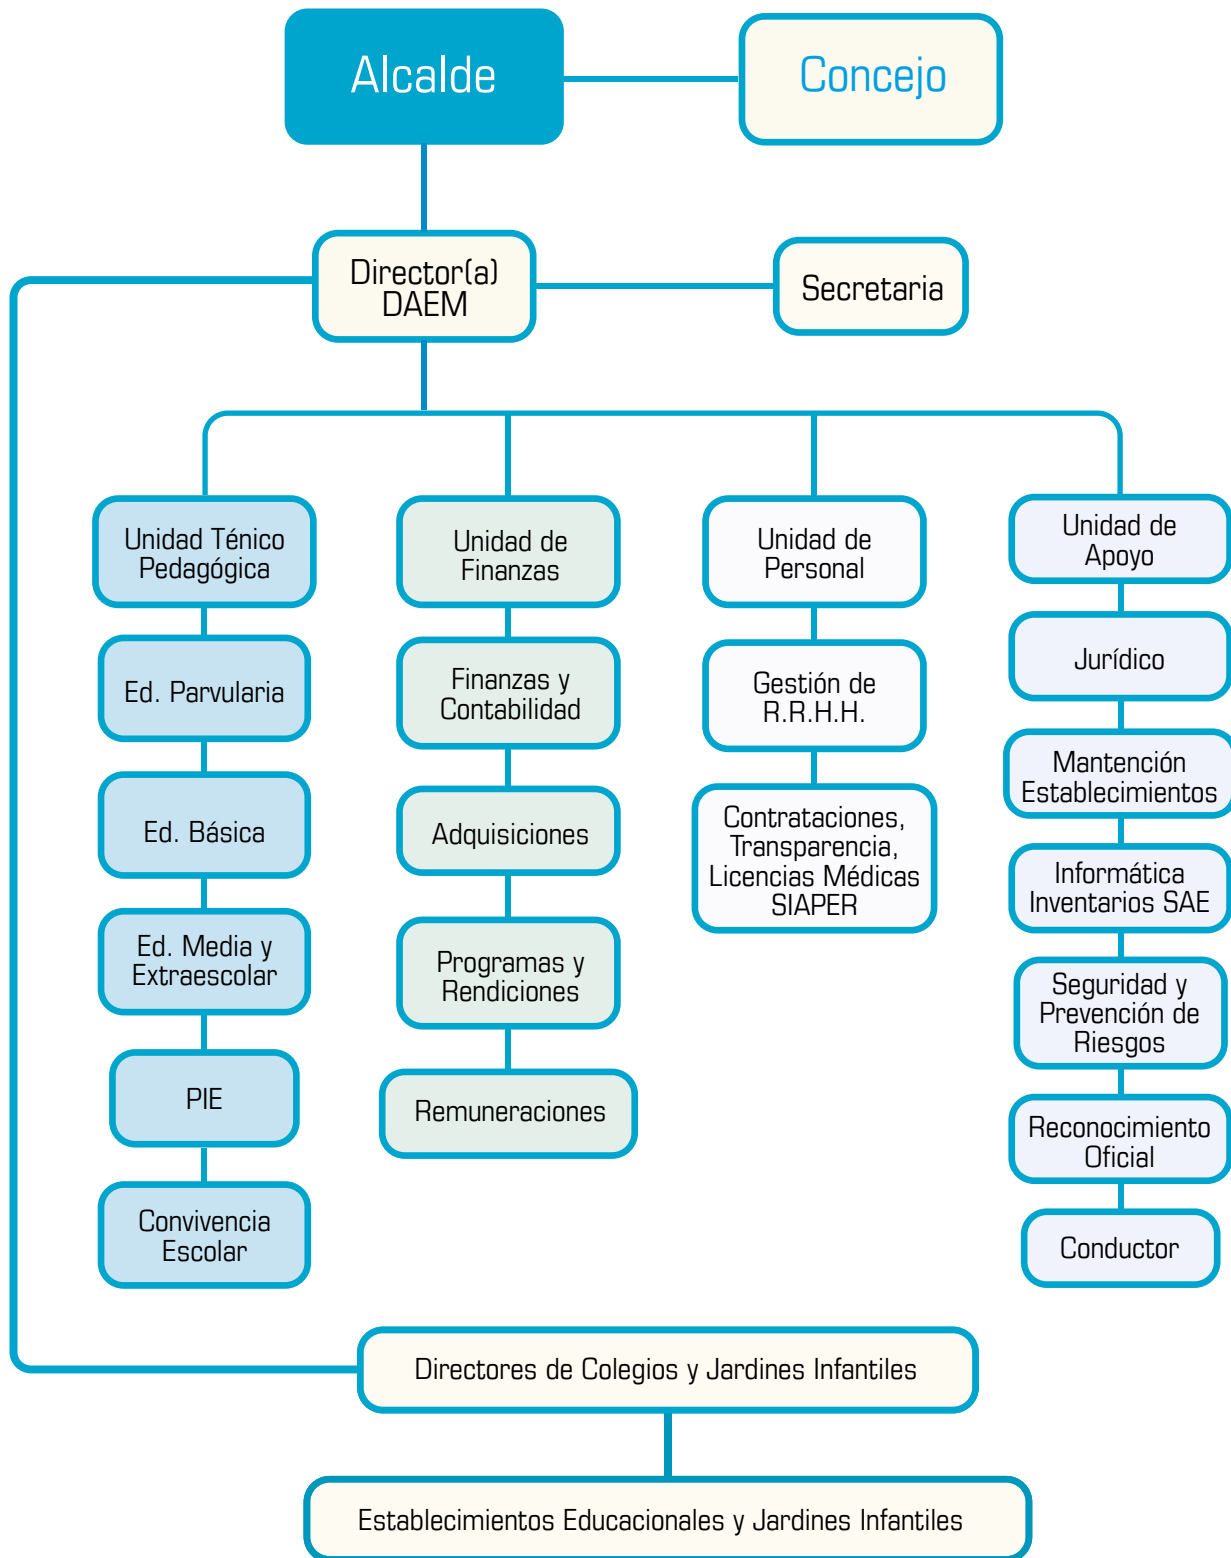 Alcalde
Concejo
Director(a)
DAEM
Secretaria
Unidad Ténico
Pedagógica
Ed. Parvularia
Ed. Básica
Ed. Media y
Extraescolar
PIE
Convivencia
Escolar
Unidad de
Finanzas
Finanzas y
Contabilidad
Adquisiciones
Programas y
Rendiciones
Remuneraciones
Unidad de
Personal
Gestión de
R.R.H.H.
Contrataciones,
Transparencia,
Licencias Médicas
SIAPER
Unidad de
Apoyo
Jurídico
Mantención
Establecimientos
Informática
Inventarios SAE
Seguridad y
Prevención de
Riesgos
Reconocimiento
Oficial
Conductor
Directores de Colegios y Jardines Infantiles
Establecimientos Educacionales y Jardines Infantiles